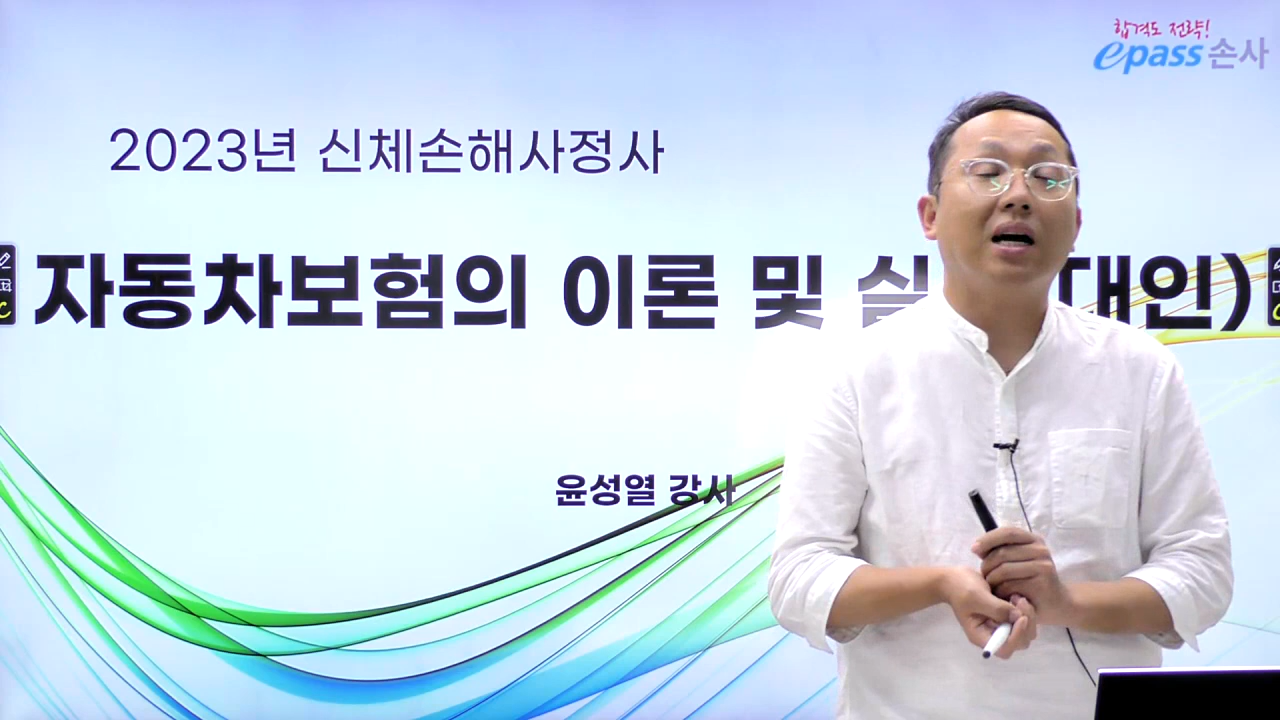 합격도 전략!
epass 손사
2023년 신체손해사정사
자동차보험의 이론 및 실 대인)
윤성열 강사